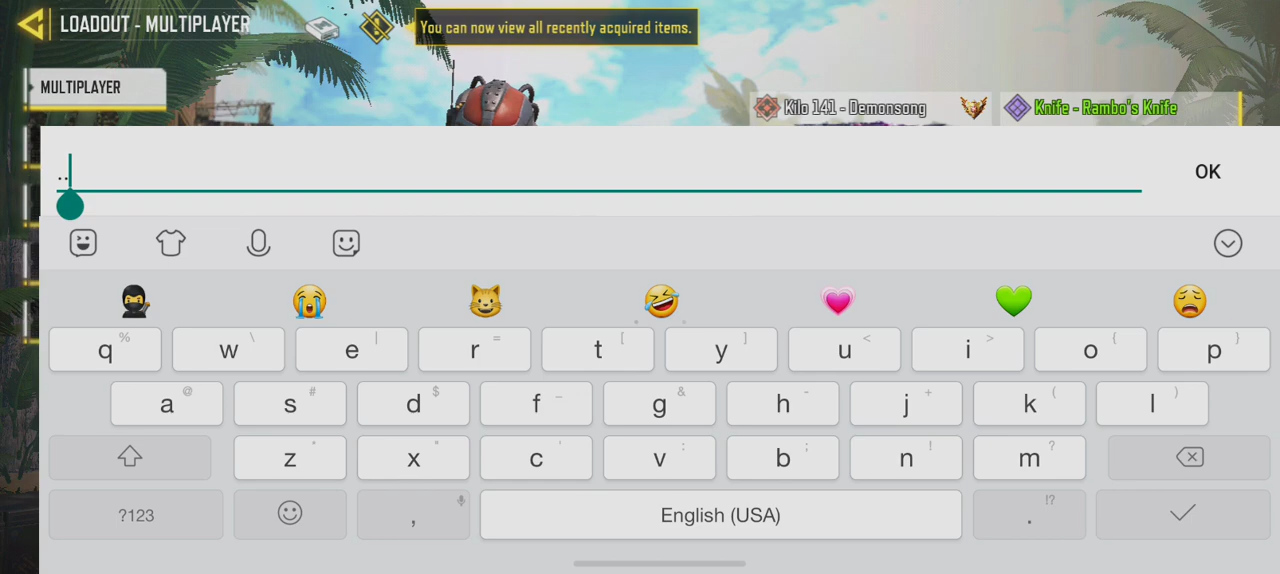 LOADOUT - MULTIPLAYER
You can now view all recently acquired items.
MULTIPLAYER
Kilo 141 - Demonsong
Knife - Rambo's Knife
..
OK
% \ | = [ ] < > { }
q w e r t y u i o p
@ # $ _ & - + ( )
a s d f g h j k l
* " ' : ; ! ?
z x c v b n m
!?
?123 , English (USA) .